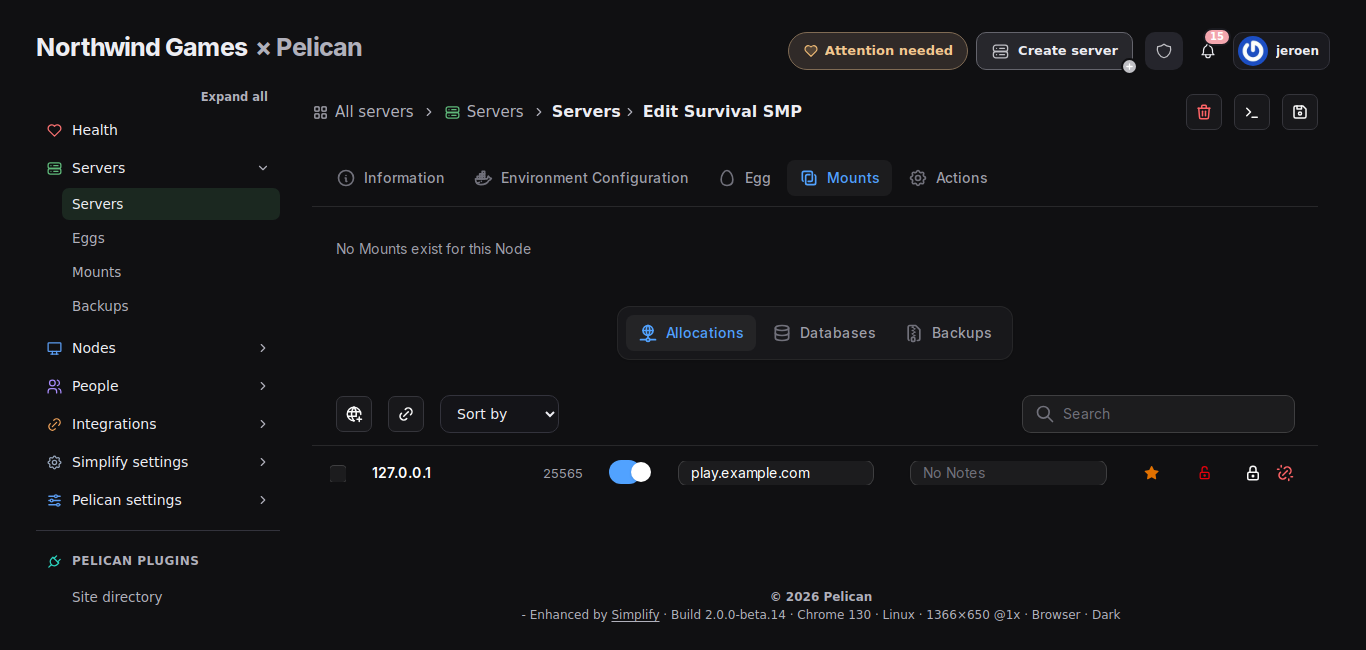 Northwind Games × Pelican
Attention needed
Create server
15
jeroen
Expand all
Health
Servers
Servers
Eggs
Mounts
Backups
Nodes
People
Integrations
Simplify settings
Pelican settings
PELICAN PLUGINS
Site directory
All servers > Servers > Servers > Edit Survival SMP
Information
Environment Configuration
Egg
Mounts
Actions
No Mounts exist for this Node
Allocations
Databases
Backups
Sort by
Search
127.0.0.1
25565
play.example.com
No Notes
© 2026 Pelican
- Enhanced by Simplify · Build 2.0.0-beta.14 · Chrome 130 · Linux · 1366×650 @1x · Browser · Dark